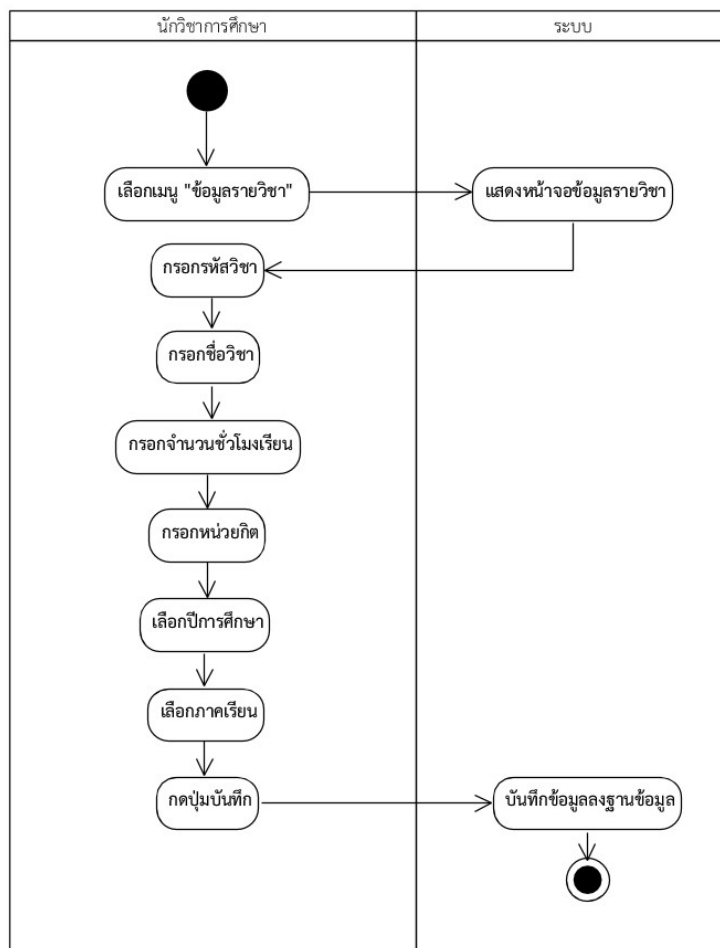 นักวิชาการศึกษา
ระบบ
เลือกเมนู "ข้อมูลรายวิชา"
แสดงหน้าจอข้อมูลรายวิชา
กรอกรหัสวิชา
กรอกชื่อวิชา
กรอกจำนวนชั่วโมงเรียน
กรอกหน่วยกิต
เลือกปีการศึกษา
เลือกภาคเรียน
กดปุ่มบันทึก
บันทึกข้อมูลลงฐานข้อมูล